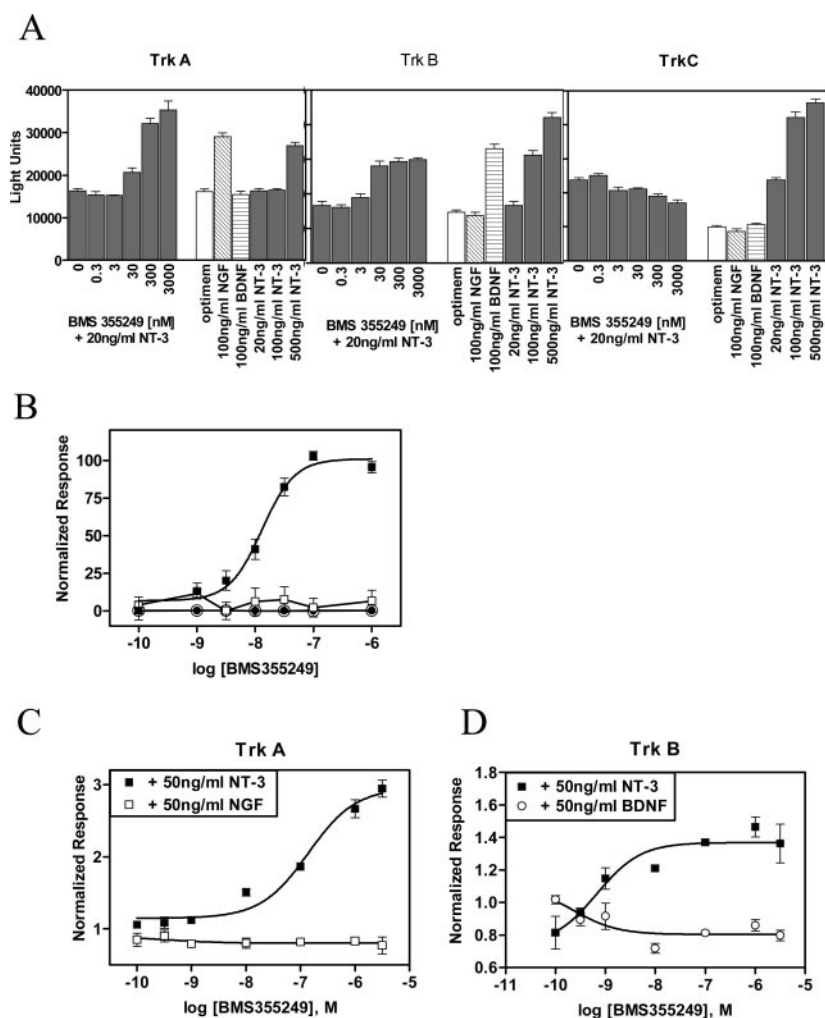 A
Trk A
Trk B
TrkC
Light Units
40000
30000
20000
10000
0
0
0.3
3
30
300
3000
BMS 355249 [nM]
+ 20ng/ml NT-3
optimem
100ng/ml NGF
100ng/ml BDNF
20ng/ml NT-3
100ng/ml NT-3
500ng/ml NT-3
0
0.3
3
30
300
3000
BMS 355249 [nM]
+ 20ng/ml NT-3
optimem
100ng/ml NGF
100ng/ml BDNF
20ng/ml NT-3
100ng/ml NT-3
500ng/ml NT-3
0
0.3
3
30
300
3000
BMS 355249 [nM]
+ 20ng/ml NT-3
optimem
100ng/ml NGF
100ng/ml BDNF
20ng/ml NT-3
100ng/ml NT-3
500ng/ml NT-3
B
Normalized Response
100
75
50
25
0
-10 -9 -8 -7 -6
log [BMS355249]
C
Trk A
+ 50ng/ml NT-3
+ 50ng/ml NGF
Normalized Response
3
2
1
0
-10 -9 -8 -7 -6 -5
log [BMS355249], M
D
Trk B
+ 50ng/ml NT-3
+ 50ng/ml BDNF
Normalized Response
1.8
1.6
1.4
1.2
1.0
0.8
0.6
-11 -10 -9 -8 -7 -6 -5
log [BMS355249], M